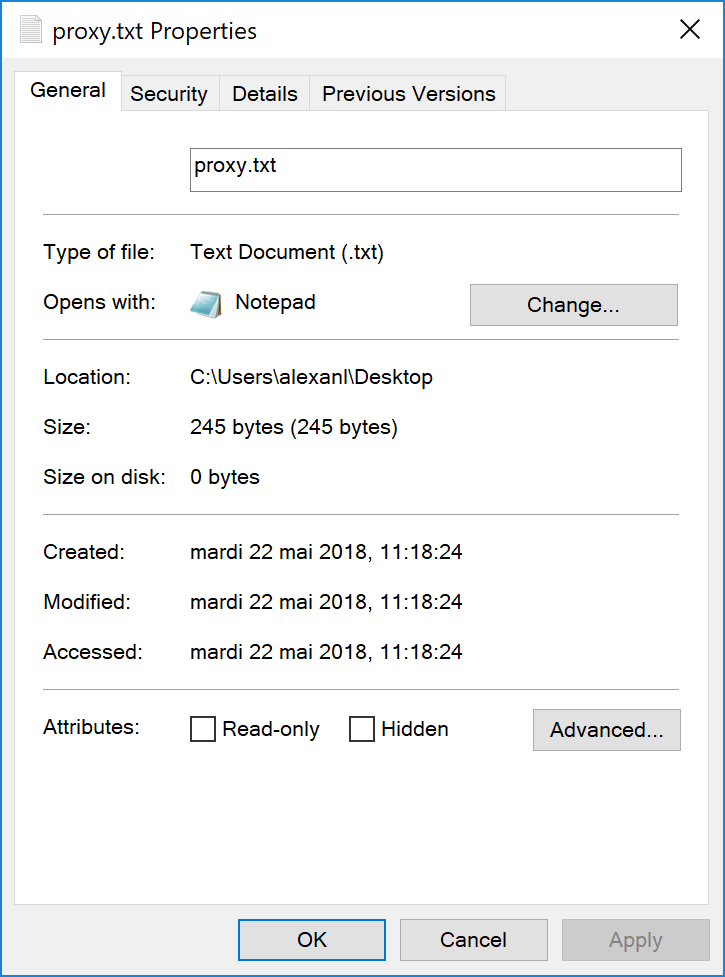 proxy.txt Properties
General Security Details Previous Versions
proxy.txt
Type of file: Text Document (.txt)
Opens with: Notepad Change...
Location: C:\Users\alexanl\Desktop
Size: 245 bytes (245 bytes)
Size on disk: 0 bytes
Created: mardi 22 mai 2018, 11:18:24
Modified: mardi 22 mai 2018, 11:18:24
Accessed: mardi 22 mai 2018, 11:18:24
Attributes: Read-only Hidden Advanced...
OK Cancel Apply